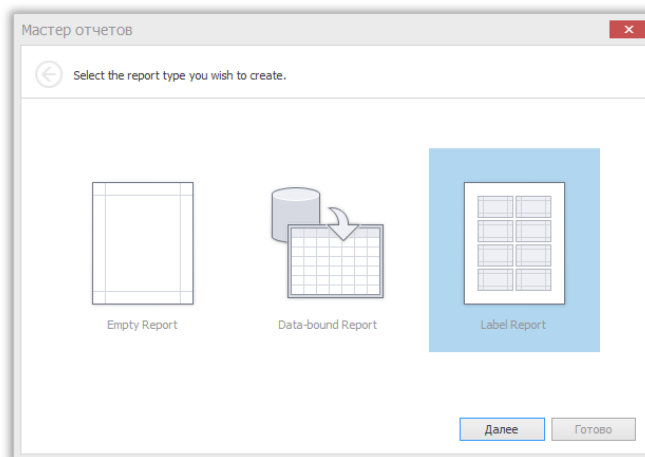 Мастер отчетов
Select the report type you wish to create.
Empty Report
Data-bound Report
Label Report
Далее
Готово